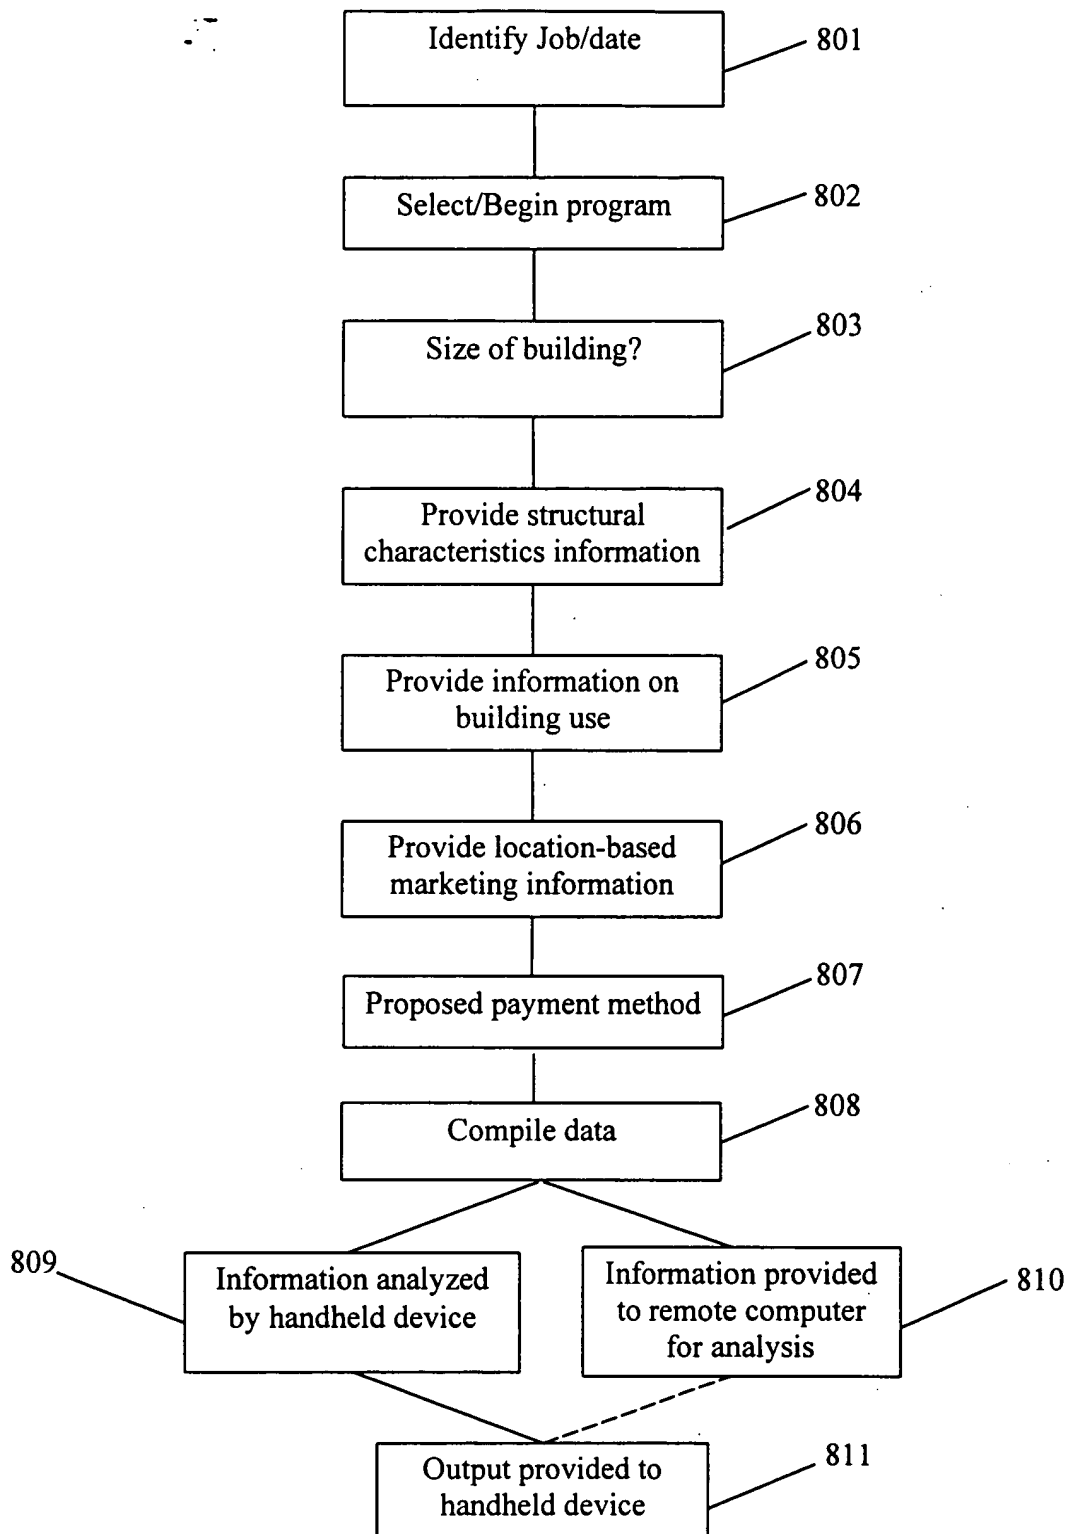 Identify Job/date
801
Select/Begin program
802
Size of building?
803
Provide structural
characteristics information
804
Provide information on
building use
805
Provide location-based
marketing information
806
Proposed payment method
807
Compile data
808
809
Information analyzed
by handheld device
Information provided
to remote computer
for analysis
810
Output provided to
handheld device
811